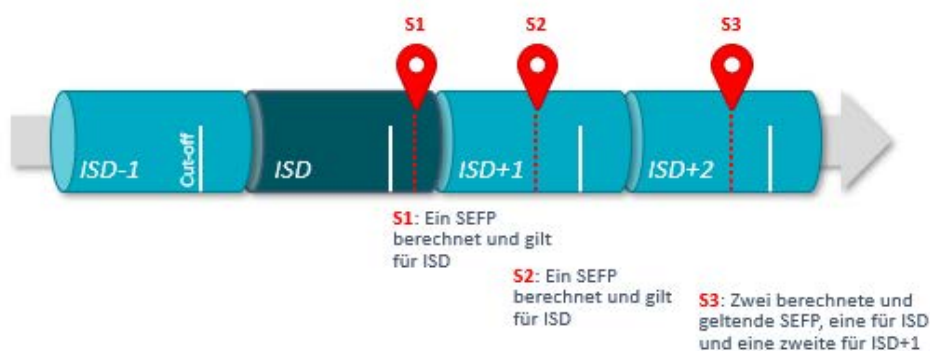 S1
S2
S3
ISD-1
Cut-off
ISD
ISD+1
ISD+2
S1: Ein SEFP
berechnet und gilt
für ISD
S2: Ein SEFP
berechnet und gilt
für ISD
S3: Zwei berechnete und
geltende SEFP, eine für ISD
und eine zweite für ISD+1